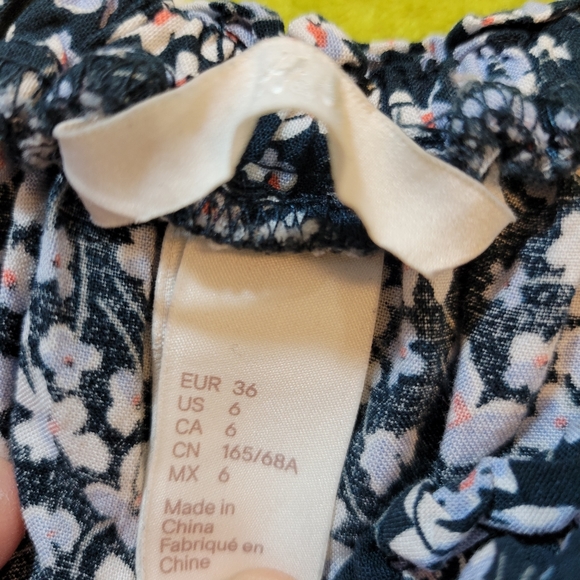 EUR 36
US 6
CA 6
CN 165/68A
MX 6
Made in
China
Fabriqué en
Chine